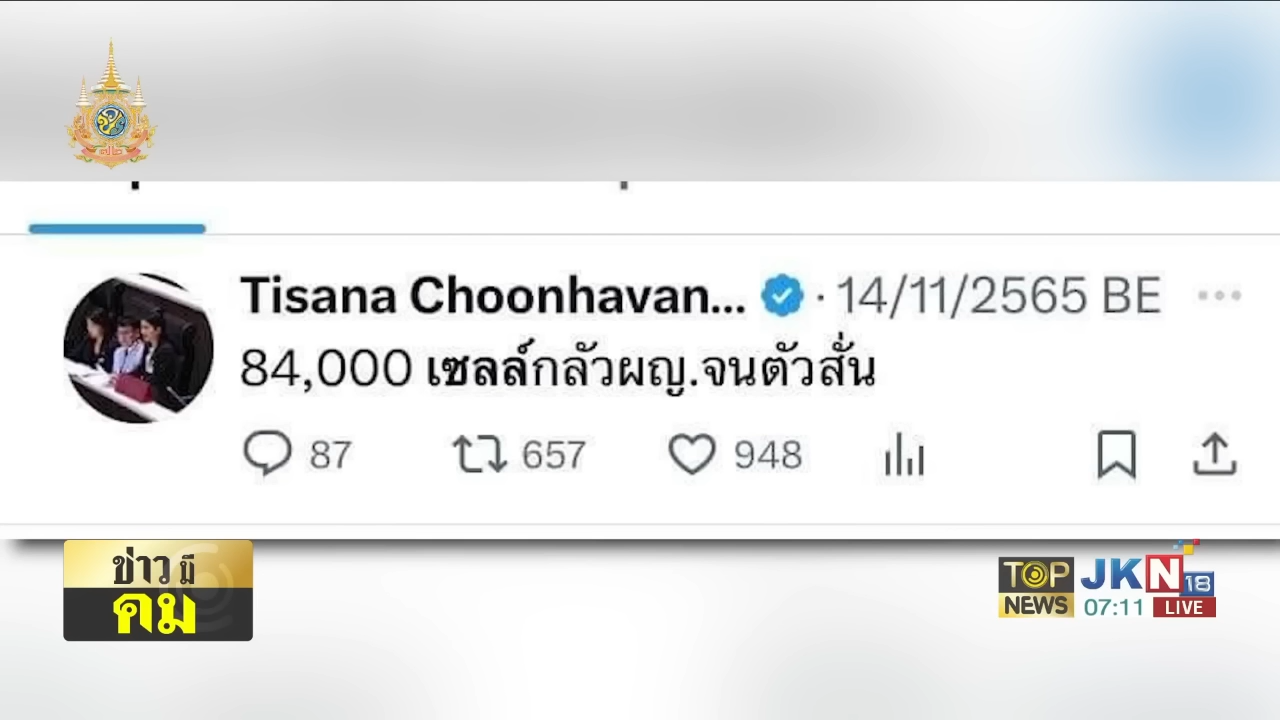 Tisana Choonhavan... · 14/11/2565 BE
84,000 เซลล์กลัวผญ.จนตัวสั่น
87 657 948
ข่าวมี
คม
TOP NEWS
JKN 18
07:11 LIVE